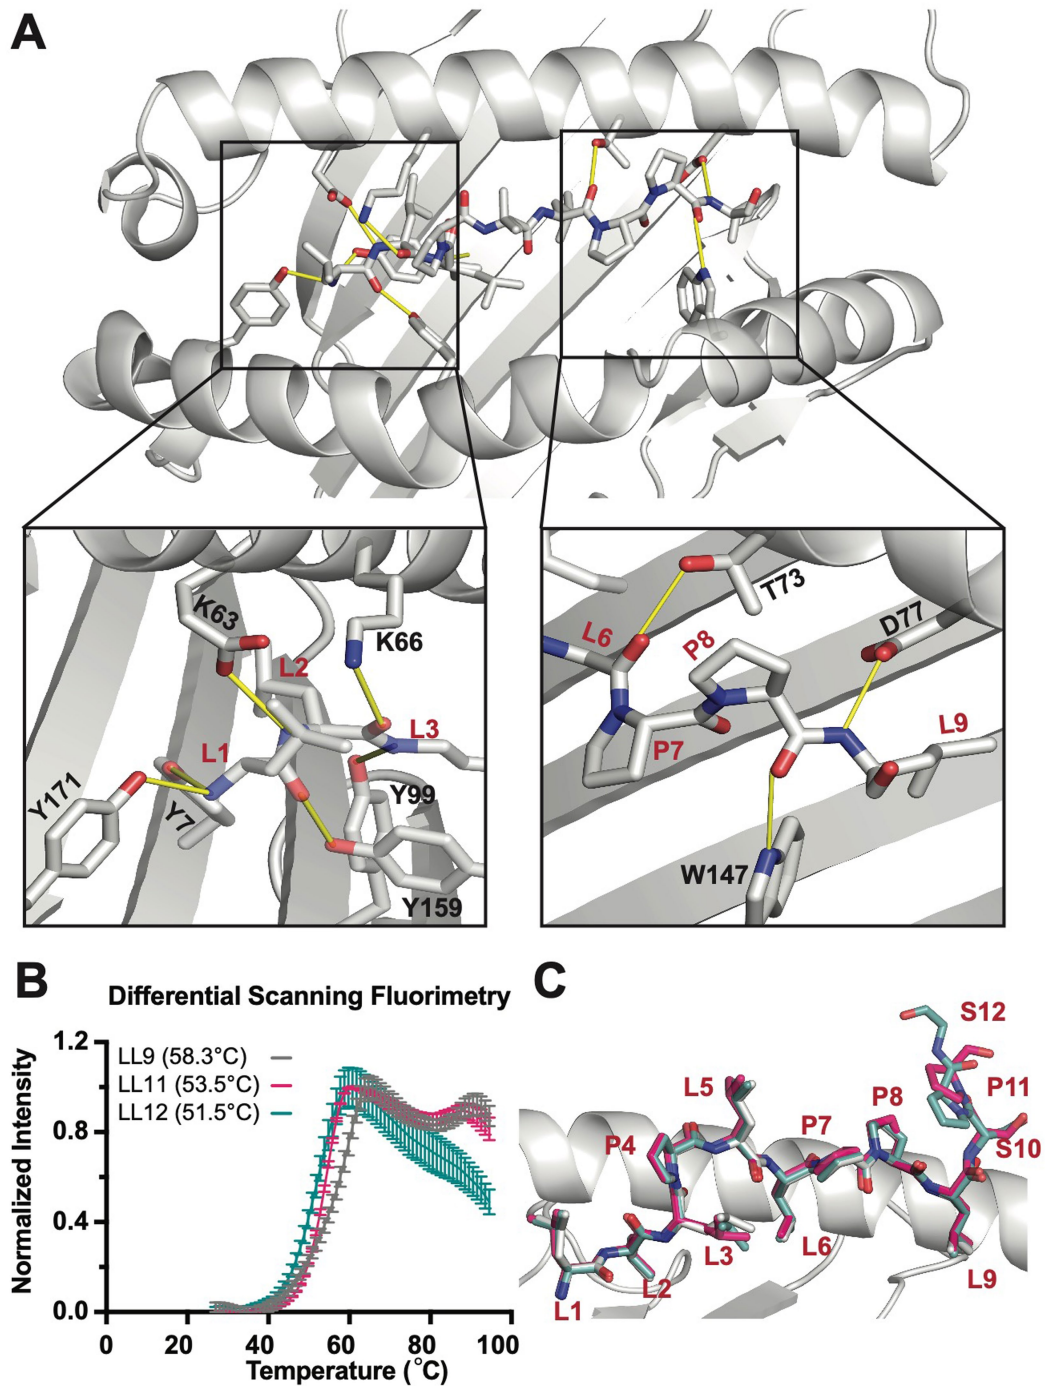 A
K63
K66
L2
L1
L3
Y171
Y7
Y99
Y159
T73
L6
P8
D77
P7
L9
W147
B
Differential Scanning Fluorimetry
Normalized Intensity
1.2
0.8
0.4
0.0
LL9 (58.3°C)
LL11 (53.5°C)
LL12 (51.5°C)
0 20 40 60 80 100
Temperature (°C)
C
S12
L5
P8
P11
P4
P7
S10
L3
L6
L2
L9
L1